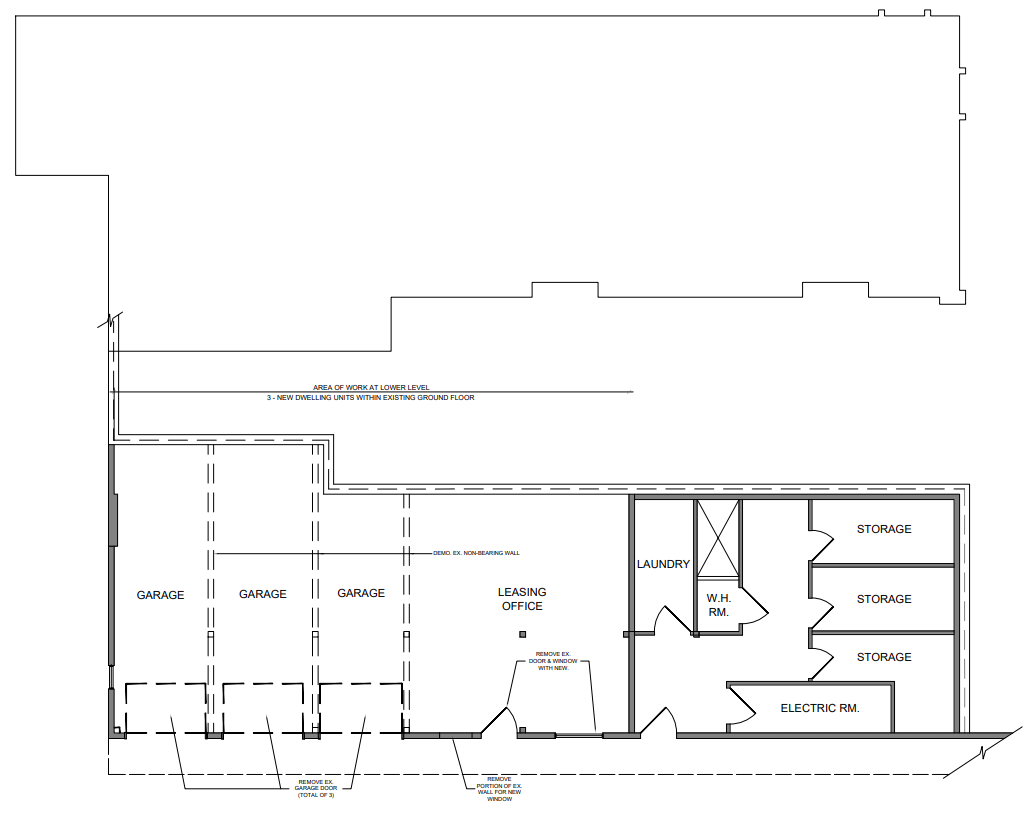 AREA OF WORK AT LOWER LEVEL
3 - NEW DWELLING UNITS WITHIN EXISTING GROUND FLOOR
STORAGE
DEMO. EX. NON-BEARING WALL
LAUNDRY
GARAGE
GARAGE
GARAGE
LEASING
OFFICE
W.H.
RM.
STORAGE
REMOVE EX.
DOOR & WINDOW
WITH NEW.
STORAGE
ELECTRIC RM.
REMOVE EX.
GARAGE DOOR
(TOTAL OF 3)
REMOVE
PORTION OF EX.
WALL FOR NEW
WINDOW